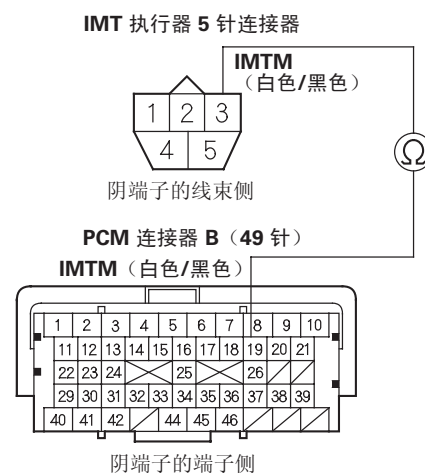 IMT 执行器 5 针连接器
IMTM
（白色/黑色）
1 2 3
4 5
Ω
阴端子的线束侧
PCM 连接器 B（49 针）
IMTM（白色/黑色）
1 2 3 4 5 6 7 8 9 10
11 12 13 14 15 16 17 18 19 20 21
22 23 24 25 26
29 30 31 32 33 34 35 36 37 38 39
40 41 42 44 45 46
阴端子的端子侧